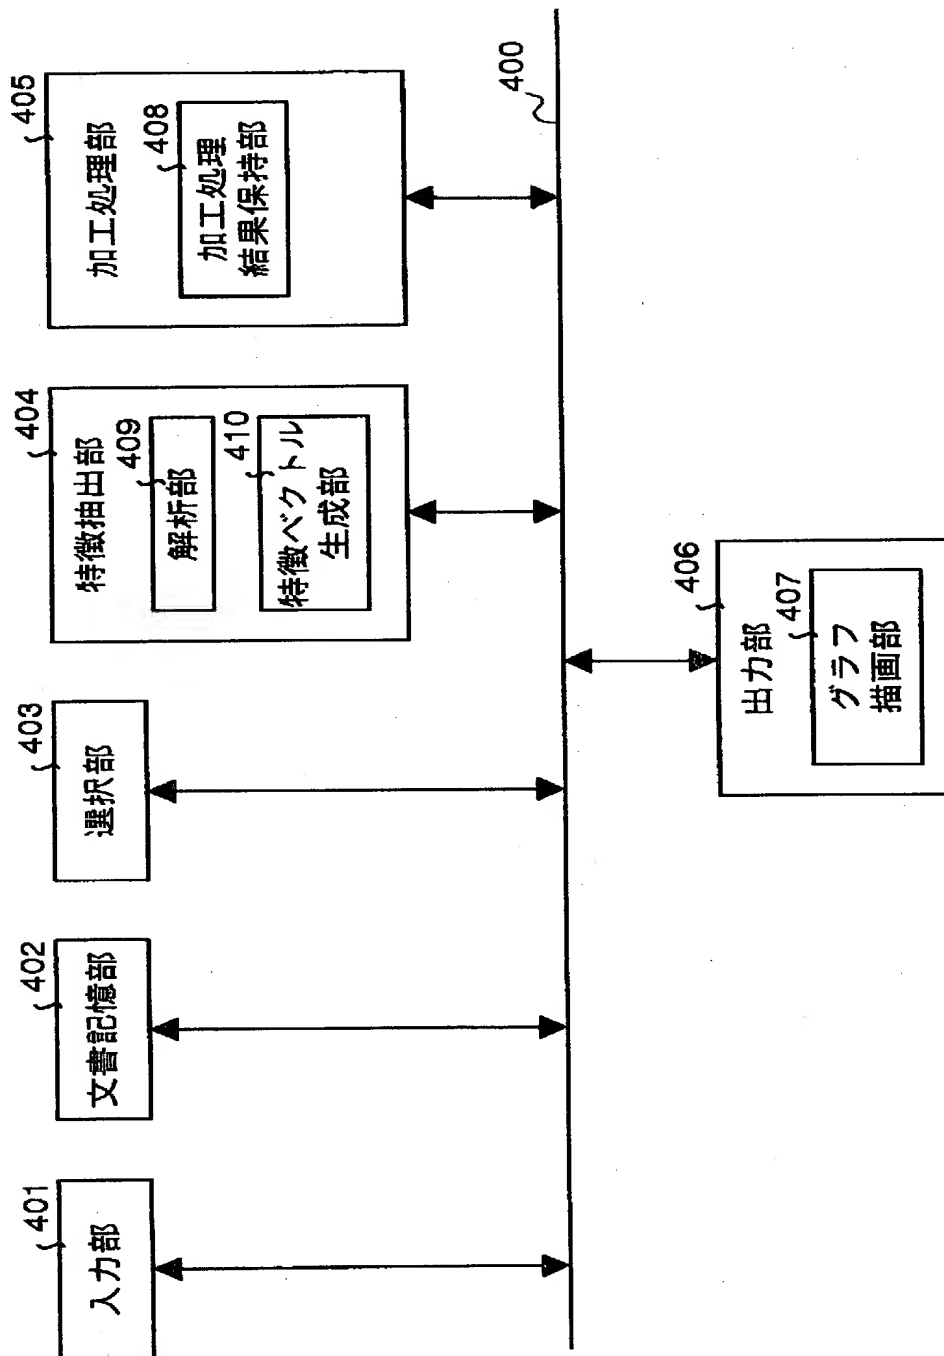 401
入力部
402
文書記憶部
403
選択部
404
特徴抽出部
409
解析部
410
特徴ベクトル
生成部
405
加工処理部
408
加工処理
結果保持部
400
406
出力部
407
グラフ
描画部